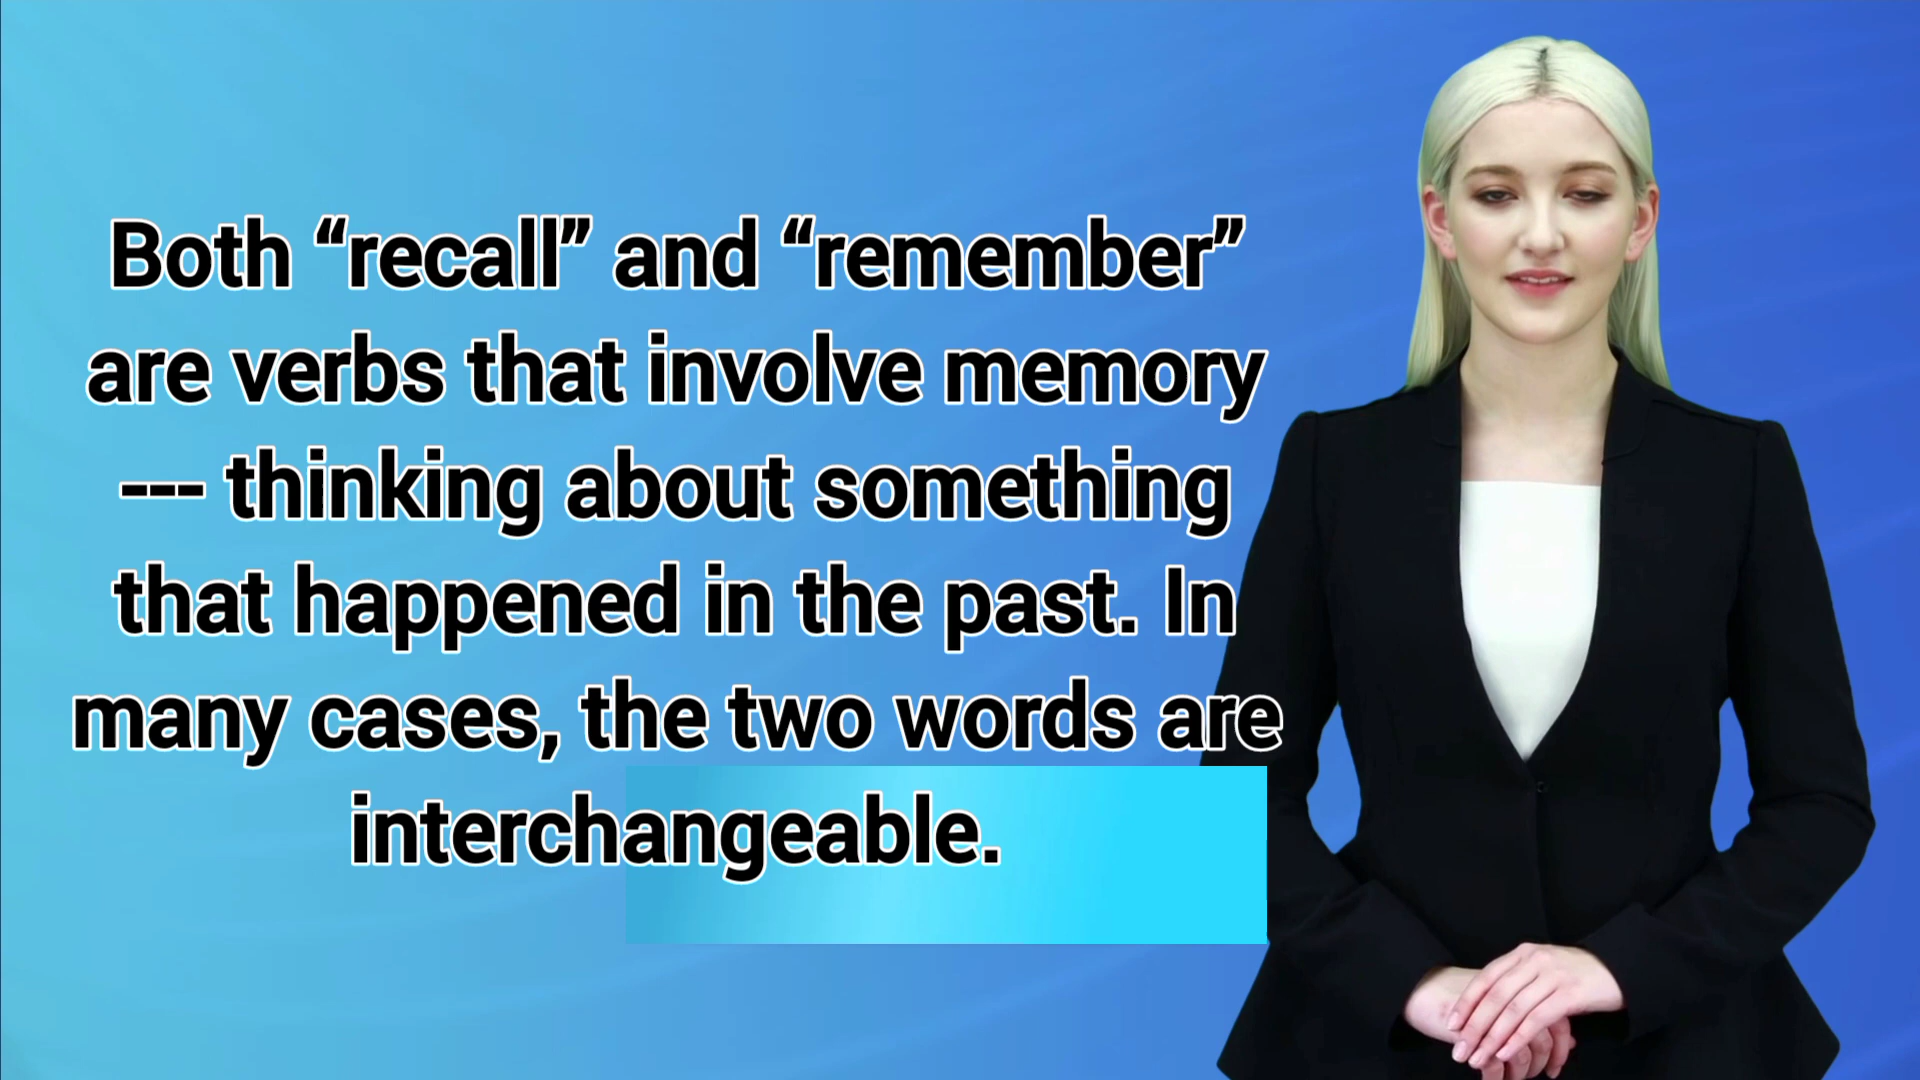 Both “recall” and “remember”
are verbs that involve memory
--- thinking about something
that happened in the past. In
many cases, the two words are
interchangeable.